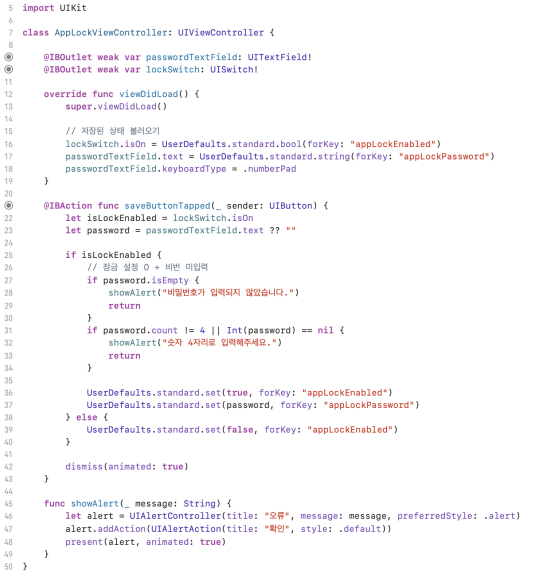 5 import UIKit
6
7 class AppLockViewController: UIViewController {
8
@IBOutlet weak var passwordTextField: UITextField!
@IBOutlet weak var lockSwitch: UISwitch!
11
12 override func viewDidLoad() {
13 super.viewDidLoad()
14
15 // 저장된 상태 불러오기
16 lockSwitch.isOn = UserDefaults.standard.bool(forKey: "appLockEnabled")
17 passwordTextField.text = UserDefaults.standard.string(forKey: "appLockPassword")
18 passwordTextField.keyboardType = .numberPad
19 }
20
@IBAction func saveButtonTapped(_ sender: UIButton) {
22 let isLockEnabled = lockSwitch.isOn
23 let password = passwordTextField.text ?? ""
24
25 if isLockEnabled {
26 // 잠금 설정 O + 비번 미입력
27 if password.isEmpty {
28 showAlert("비밀번호가 입력되지 않았습니다.")
29 return
30 }
31 if password.count != 4 || Int(password) == nil {
32 showAlert("숫자 4자리로 입력해주세요.")
33 return
34 }
35
36 UserDefaults.standard.set(true, forKey: "appLockEnabled")
37 UserDefaults.standard.set(password, forKey: "appLockPassword")
38 } else {
39 UserDefaults.standard.set(false, forKey: "appLockEnabled")
40 }
41
42 dismiss(animated: true)
43 }
44
45 func showAlert(_ message: String) {
46 let alert = UIAlertController(title: "오류", message: message, preferredStyle: .alert)
47 alert.addAction(UIAlertAction(title: "확인", style: .default))
48 present(alert, animated: true)
49 }
50 }